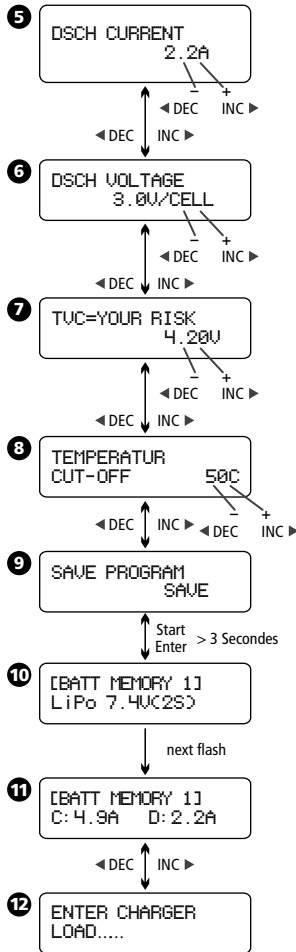 5
DSCH CURRENT
2.2A
– +
◀ DEC INC ▶
◀ DEC INC ▶
6
DSCH VOLTAGE
3.0V/CELL
– +
◀ DEC INC ▶
◀ DEC INC ▶
7
TVC=YOUR RISK
4.20V
– +
◀ DEC INC ▶
◀ DEC INC ▶
8
TEMPERATUR
CUT-OFF 50C
– +
◀ DEC INC ▶ ◀ DEC INC ▶
9
SAVE PROGRAM
SAVE
Start
Enter > 3 Secondes
10
[BATT MEMORY 1]
LiPo 7.4V(2S)
next flash
11
[BATT MEMORY 1]
C:4.9A D:2.2A
◀ DEC INC ▶
12
ENTER CHARGER
LOAD.....